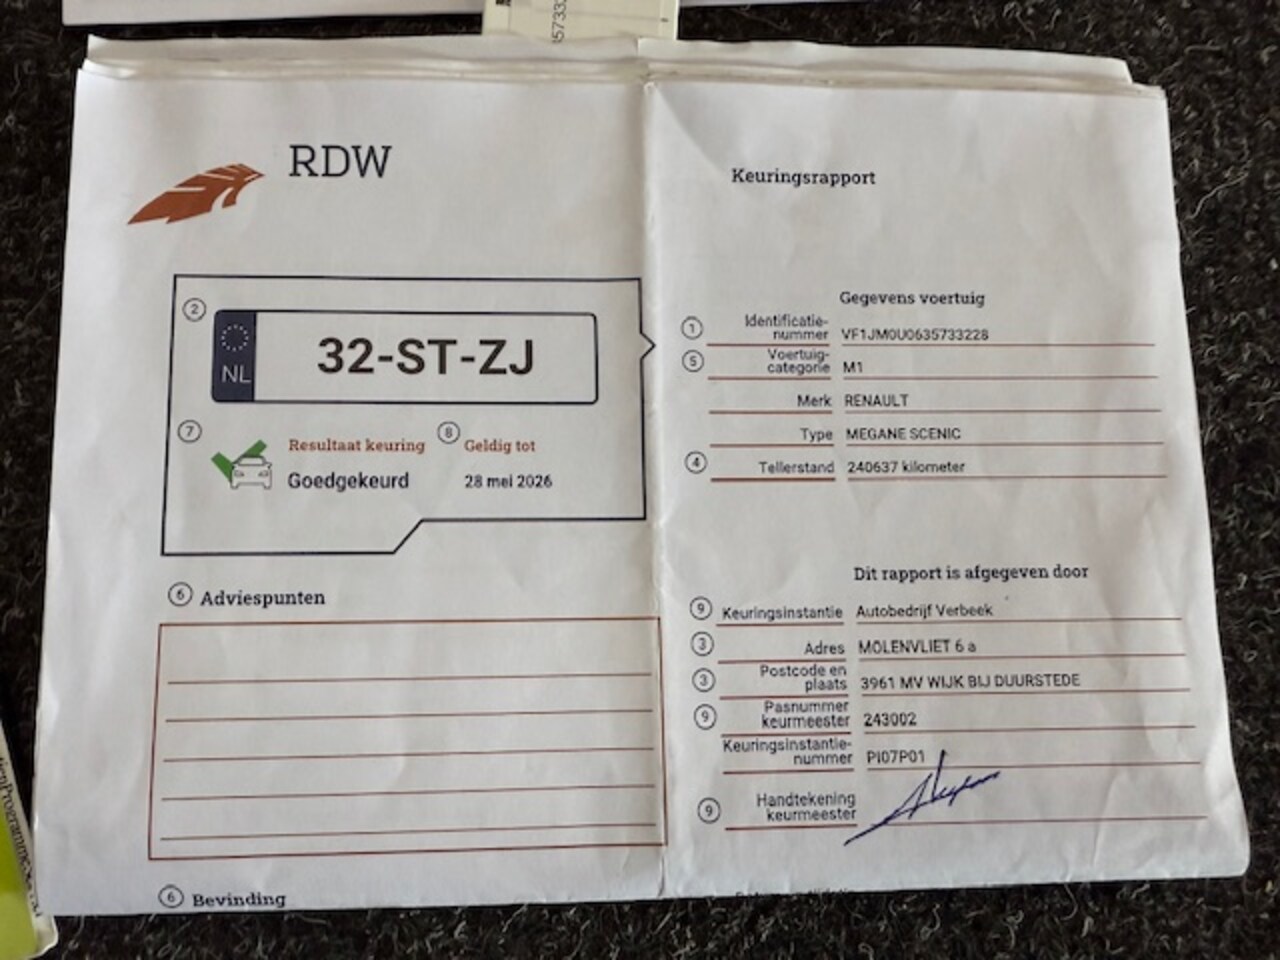 45733
RDW
Keuringsrapport
2
NL
32-ST-ZJ
7
Resultaat keuring
Goedgekeurd
8
Geldig tot
28 mei 2026
6 Adviespunten
6 Bevinding
Gegevens voertuig
1 Identificatie-
nummer VF1JM0U0635733228
5 Voertuig-
categorie M1
Merk RENAULT
Type MEGANE SCENIC
4 Tellerstand 240637 kilometer
Dit rapport is afgegeven door
9 Keuringsinstantie Autobedrijf Verbeek
3 Adres MOLENVLIET 6 a
3 Postcode en
plaats 3961 MV WIJK BIJ DUURSTEDE
9 Pasnummer
keurmeester 243002
Keuringsinstantie-
nummer PI07P01
9 Handtekening
keurmeester